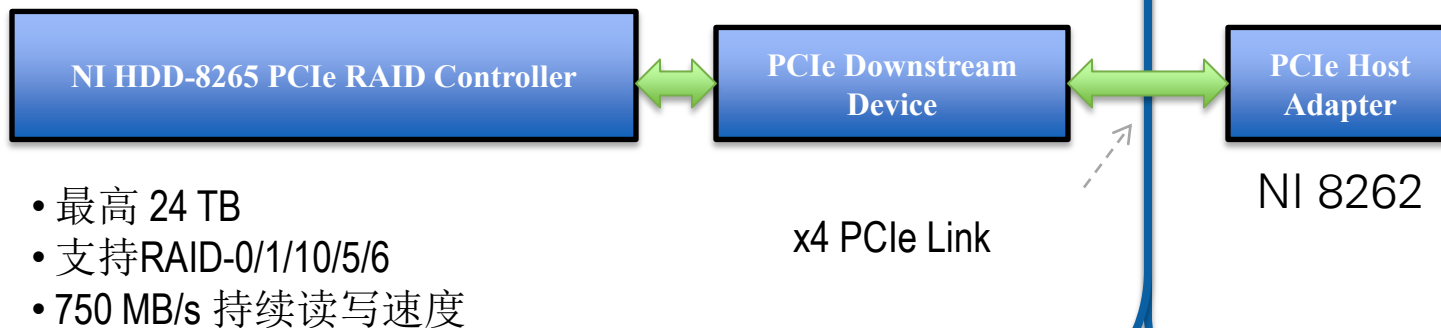 NI HDD-8265 PCIe RAID Controller
PCIe Downstream
Device
PCIe Host
Adapter
NI 8262
x4 PCIe Link
• 最高 24 TB
• 支持RAID-0/1/10/5/6
• 750 MB/s 持续读写速度